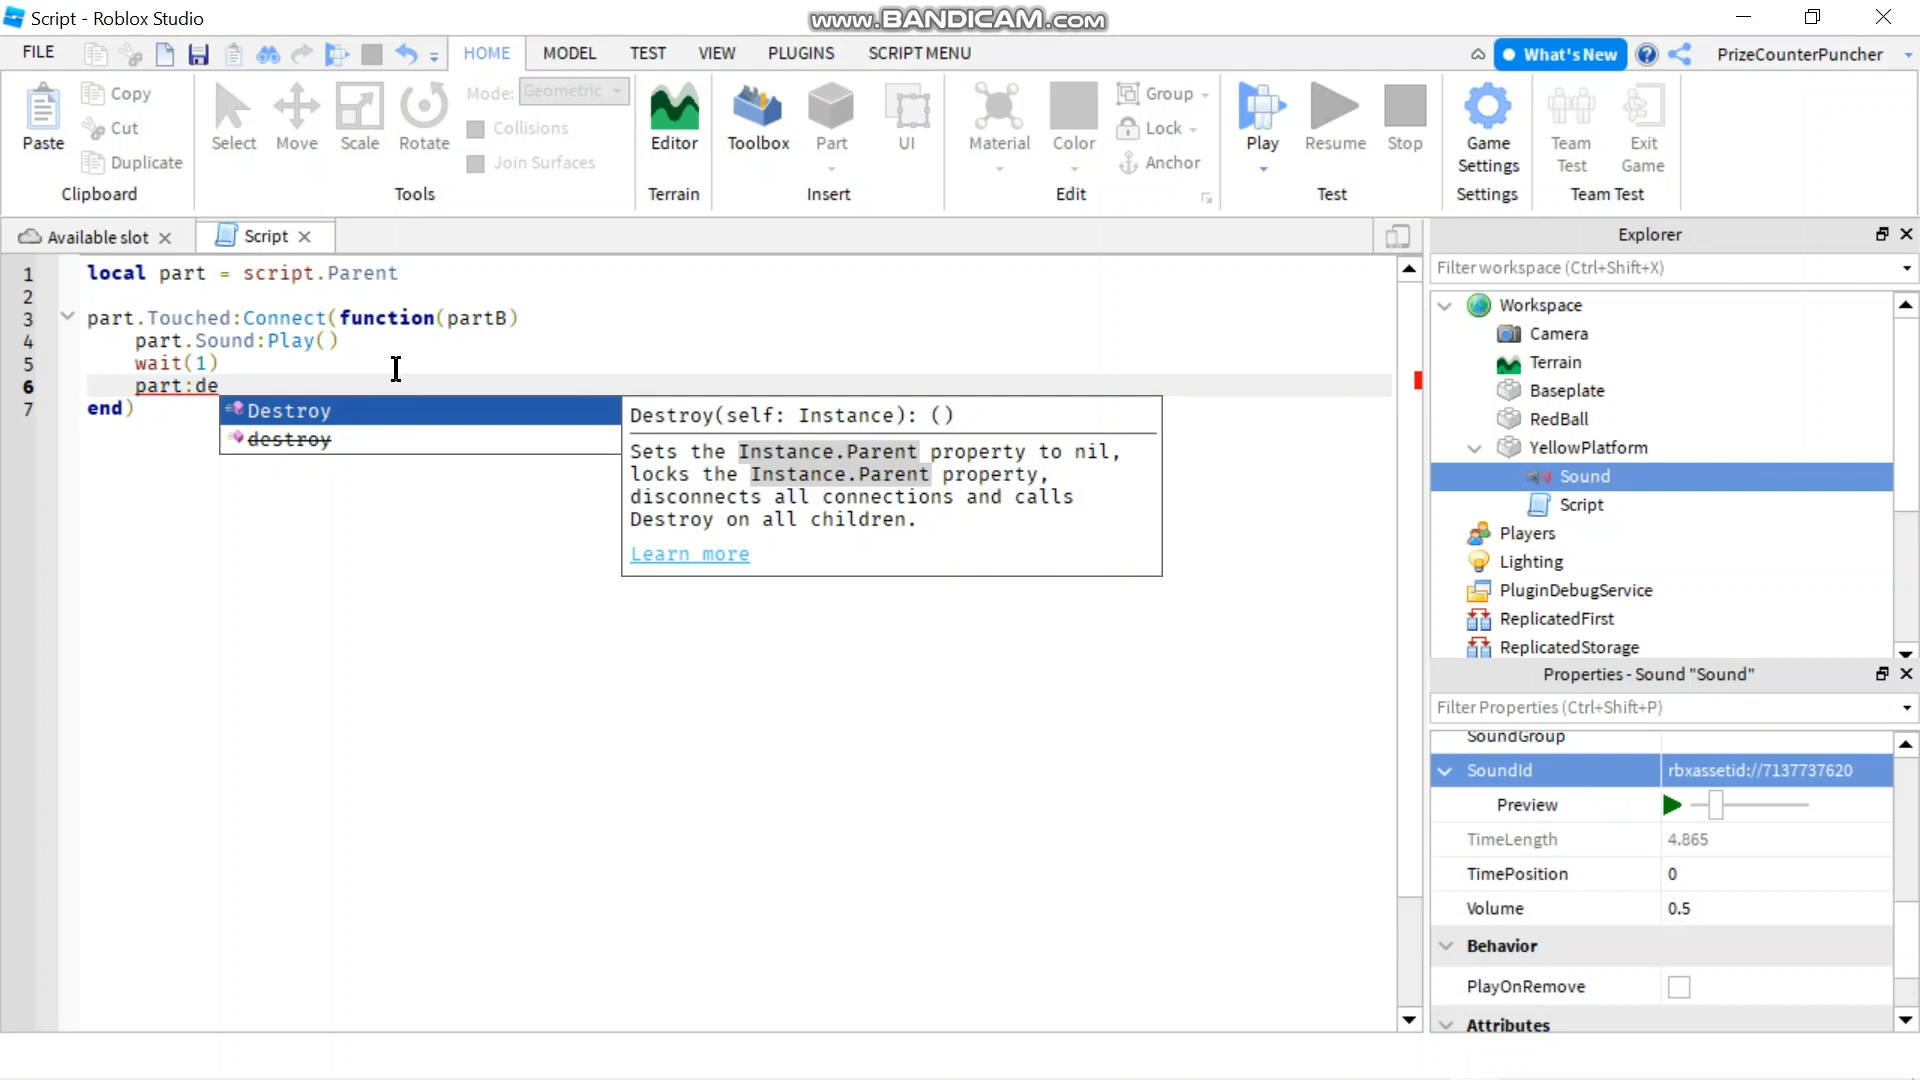 Script - Roblox Studio
www.BANDICAM.com
FILE
HOME
MODEL
TEST
VIEW
PLUGINS
SCRIPT MENU
What's New
PrizeCounterPuncher
Paste
Copy
Cut
Duplicate
Clipboard
Select
Move
Scale
Rotate
Mode: Geometric
Collisions
Join Surfaces
Tools
Editor
Terrain
Toolbox
Part
UI
Insert
Material
Color
Group
Lock
Anchor
Edit
Play
Resume
Stop
Test
Game
Settings
Settings
Team
Test
Exit
Game
Team Test
Available slot
Script
1 local part = script.Parent
2
3 part.Touched:Connect(function(partB)
4 part.Sound:Play()
5 wait(1)
6 part:de
7 end)
Destroy
destroy
Destroy(self: Instance): ()
Sets the Instance.Parent property to nil,
locks the Instance.Parent property,
disconnects all connections and calls
Destroy on all children.
Learn more
Explorer
Filter workspace (Ctrl+Shift+X)
Workspace
Camera
Terrain
Baseplate
RedBall
YellowPlatform
Sound
Script
Players
Lighting
PluginDebugService
ReplicatedFirst
ReplicatedStorage
Properties - Sound "Sound"
Filter Properties (Ctrl+Shift+P)
SoundGroup
SoundId rbxassetid://7137737620
Preview
TimeLength 4.865
TimePosition 0
Volume 0.5
Behavior
PlayOnRemove
Attributes